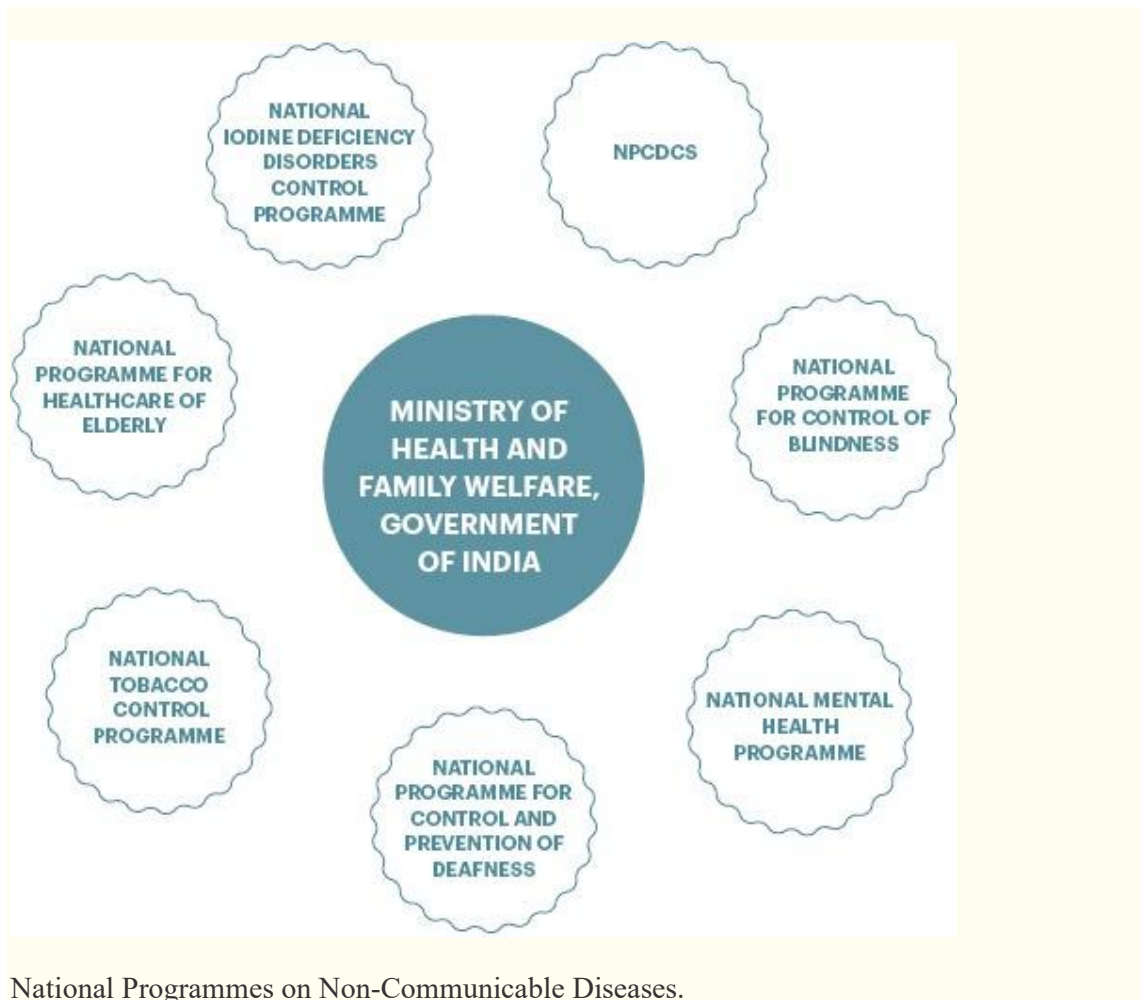 NATIONAL
IODINE DEFICIENCY
DISORDERS
CONTROL
PROGRAMME
NPCDCS
NATIONAL
PROGRAMME FOR
HEALTHCARE OF
ELDERLY
MINISTRY OF
HEALTH AND
FAMILY WELFARE,
GOVERNMENT
OF INDIA
NATIONAL
PROGRAMME
FOR CONTROL OF
BLINDNESS
NATIONAL
TOBACCO
CONTROL
PROGRAMME
NATIONAL
PROGRAMME FOR
CONTROL AND
PREVENTION OF
DEAFNESS
NATIONAL MENTAL
HEALTH
PROGRAMME
National Programmes on Non-Communicable Diseases.